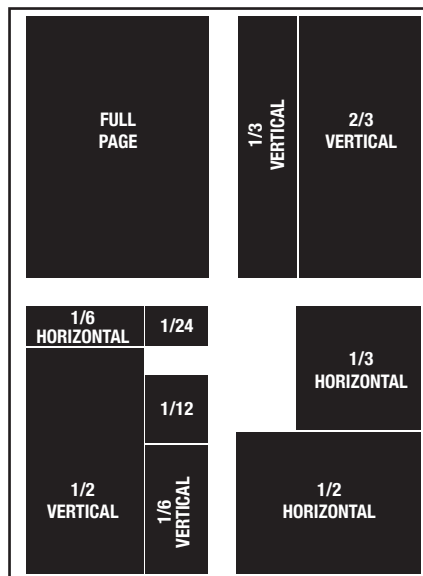 FULL
PAGE
1/3
VERTICAL
2/3
VERTICAL
1/6
HORIZONTAL
1/24
1/12
1/2
VERTICAL
1/6
VERTICAL
1/3
HORIZONTAL
1/2
HORIZONTAL